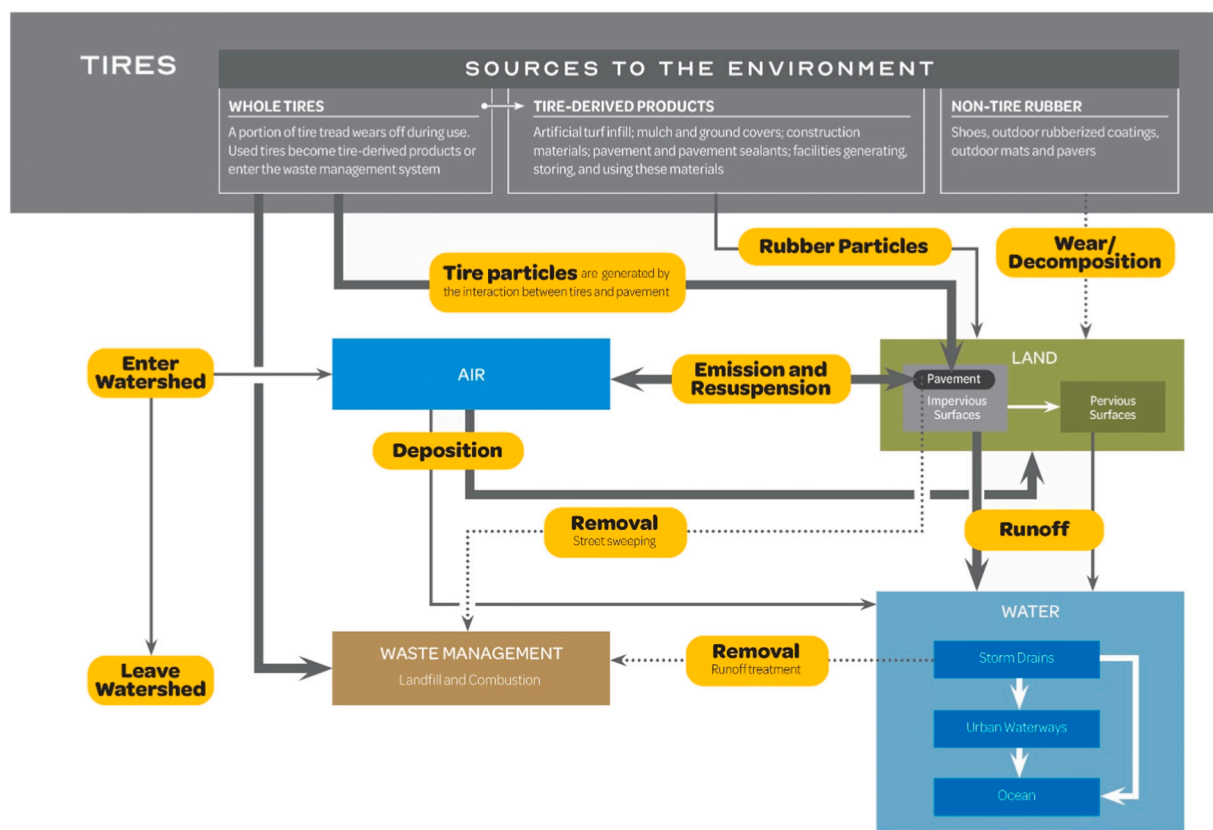 TIRES
SOURCES TO THE ENVIRONMENT
WHOLE TIRES
A portion of tire tread wears off during use.
Used tires become tire-derived products or
enter the waste management system
TIRE-DERIVED PRODUCTS
Artificial turf infill; mulch and ground covers; construction
materials; pavement and pavement sealants; facilities generating,
storing, and using these materials
NON-TIRE RUBBER
Shoes, outdoor rubberized coatings,
outdoor mats and pavers
Rubber Particles
Wear/
Decomposition
Tire particles are generated by
the interaction between tires and pavement
Enter
Watershed
AIR
Emission and
Resuspension
LAND
Pavement
Impervious
Surfaces
Pervious
Surfaces
Deposition
Removal
Street sweeping
Runoff
WATER
WASTE MANAGEMENT
Landfill and Combustion
Removal
Runoff treatment
Storm Drains
Leave
Watershed
Urban Waterways
Ocean